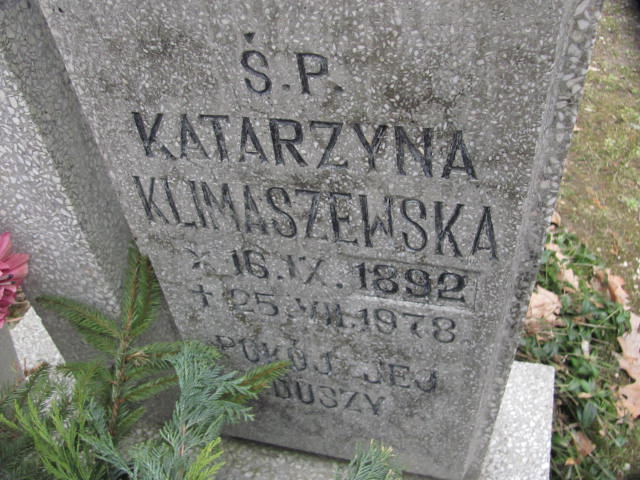 Ś.P.
KATARZYNA
KLIMASZEWSKA
X 16.IX.1892
+ 25.VII.1978.
POKÓJ JEJ
DUSZY